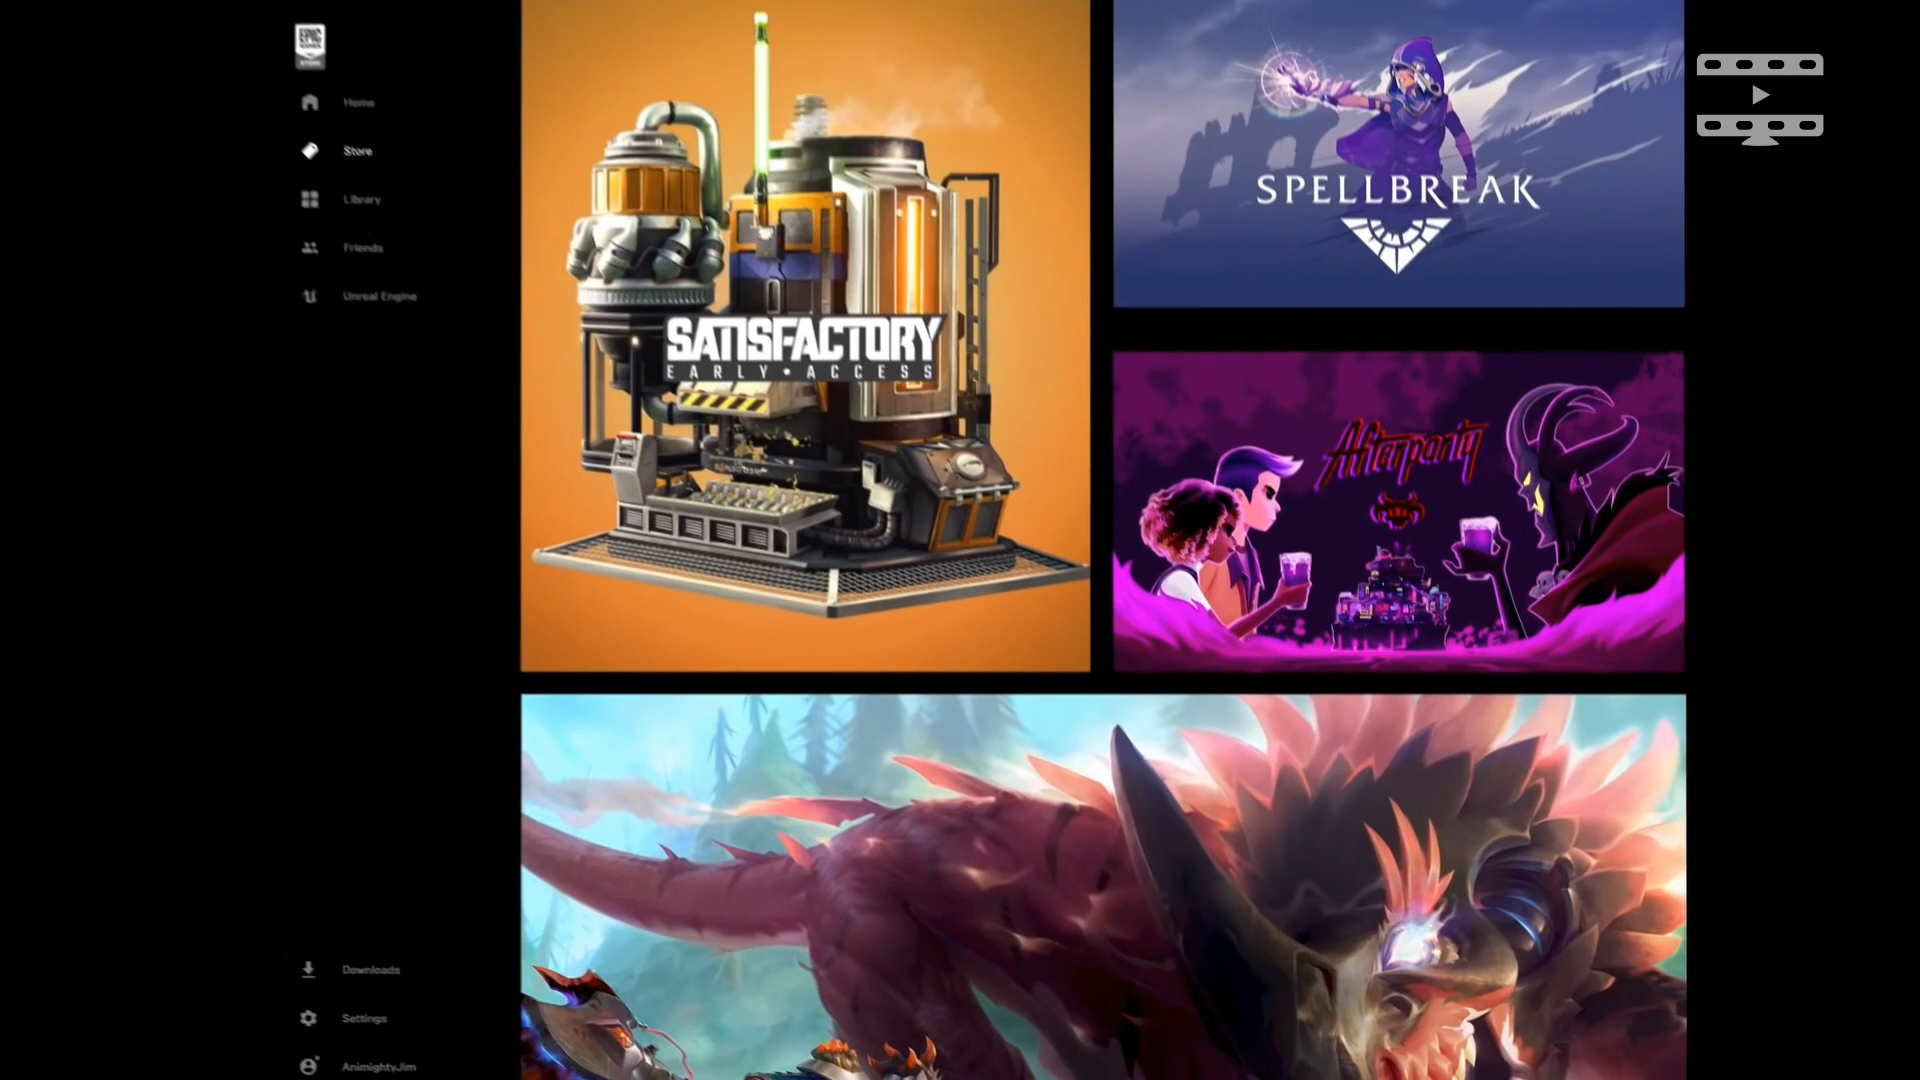 EPIC
GAMES
STORE
Home
Store
Library
Friends
Unreal Engine
Downloads
Settings
AnimightyJim
SATISFACTORY
EARLY • ACCESS
SPELLBREAK
Afterparty